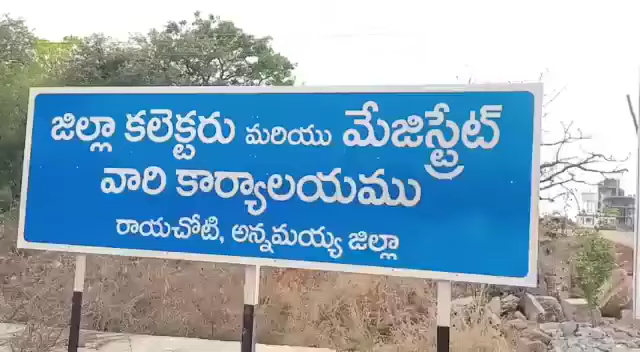 జిల్లా కలెక్టరు మరియు మేజిస్ట్రేట్
వారి కార్యాలయము
రాయచోటి, అన్నమయ్య జిల్లా